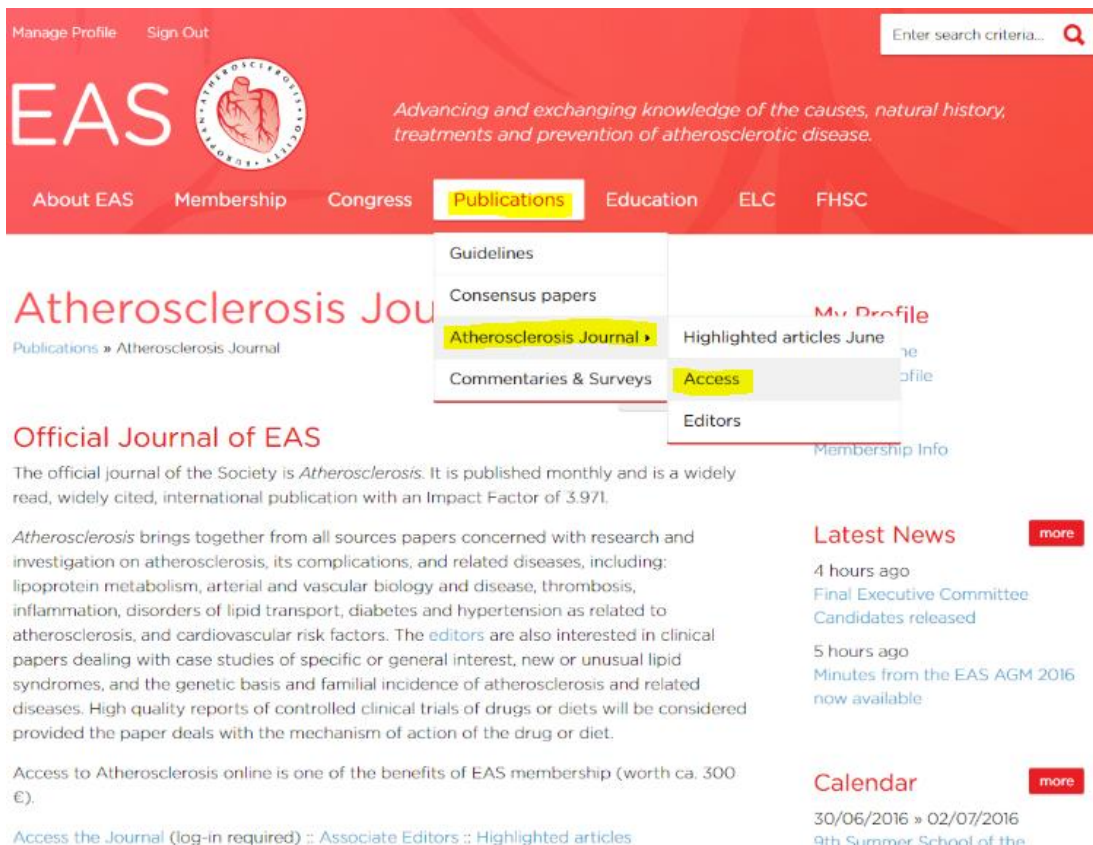 Manage Profile Sign Out
Enter search criteria...
EAS
EUROPEAN · ATHEROSCLEROSIS · SOCIETY
Advancing and exchanging knowledge of the causes, natural history,
treatments and prevention of atherosclerotic disease.
About EAS Membership Congress Publications Education ELC FHSC
Guidelines
Consensus papers
Atherosclerosis Journal
Commentaries & Surveys
Highlighted articles June
Access
Editors
Atherosclerosis Jou
Publications » Atherosclerosis Journal
Official Journal of EAS
The official journal of the Society is Atherosclerosis. It is published monthly and is a widely
read, widely cited, international publication with an Impact Factor of 3.971.
Atherosclerosis brings together from all sources papers concerned with research and
investigation on atherosclerosis, its complications, and related diseases, including:
lipoprotein metabolism, arterial and vascular biology and disease, thrombosis,
inflammation, disorders of lipid transport, diabetes and hypertension as related to
atherosclerosis, and cardiovascular risk factors. The editors are also interested in clinical
papers dealing with case studies of specific or general interest, new or unusual lipid
syndromes, and the genetic basis and familial incidence of atherosclerosis and related
diseases. High quality reports of controlled clinical trials of drugs or diets will be considered
provided the paper deals with the mechanism of action of the drug or diet.
Access to Atherosclerosis online is one of the benefits of EAS membership (worth ca. 300
€).
Access the Journal (log-in required) :: Associate Editors :: Highlighted articles
My Profile
Membership Info
Latest News more
4 hours ago
Final Executive Committee
Candidates released
5 hours ago
Minutes from the EAS AGM 2016
now available
Calendar more
30/06/2016 » 02/07/2016
9th Summer School of the